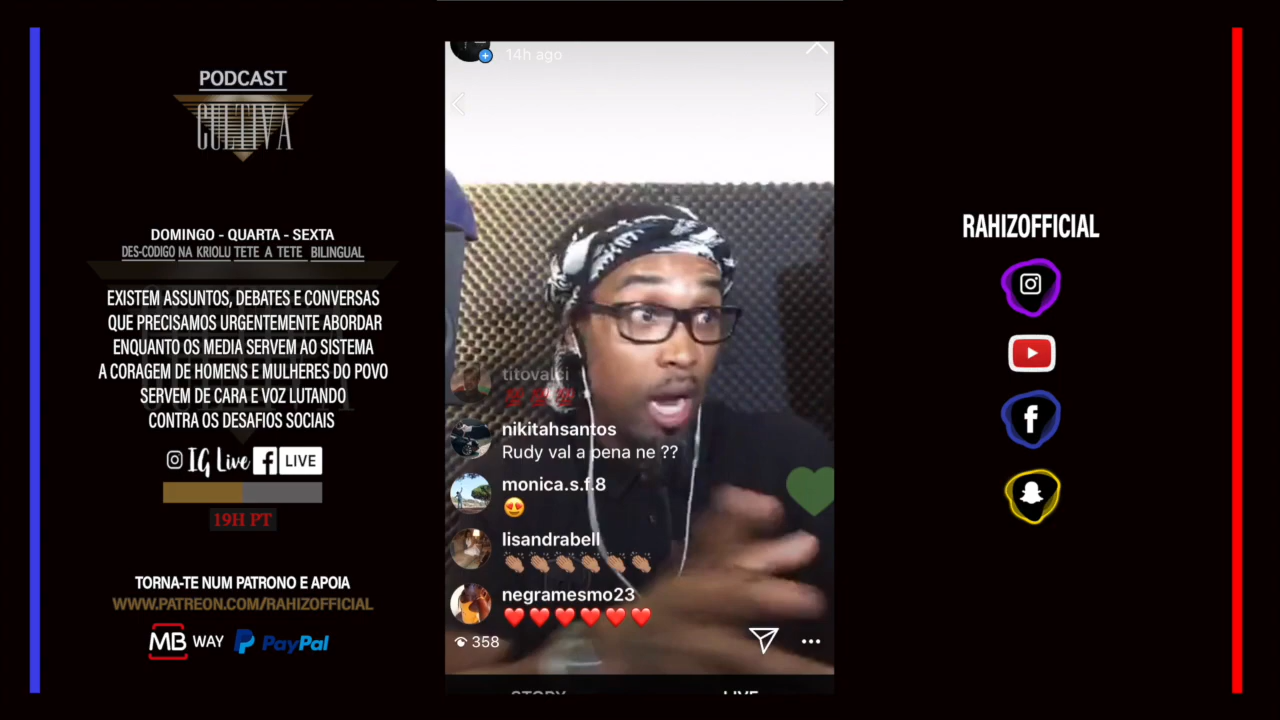 PODCAST
CULTIVA
DOMINGO - QUARTA - SEXTA
DES-CODIGO NA KRIOLU TETE A TETE BILINGUAL
EXISTEM ASSUNTOS, DEBATES E CONVERSAS
QUE PRECISAMOS URGENTEMENTE ABORDAR
ENQUANTO OS MEDIA SERVEM AO SISTEMA
A CORAGEM DE HOMENS E MULHERES DO POVO
SERVEM DE CARA E VOZ LUTANDO
CONTRA OS DESAFIOS SOCIAIS
IG Live f LIVE
19H PT
TORNA-TE NUM PATRONO E APOIA
WWW.PATREON.COM/RAHIZOFFICIAL
MB WAY PayPal
14h ago
titovalci
💯 💯 💯
nikitahsantos
Rudy val a pena ne ??
monica.s.f.8
😍
lisandrabell
👏🏽👏🏽👏🏽👏🏽👏🏽👏🏽
negramesmo23
❤️❤️❤️❤️❤️❤️
358
STORY LIVE
RAHIZOFFICIAL